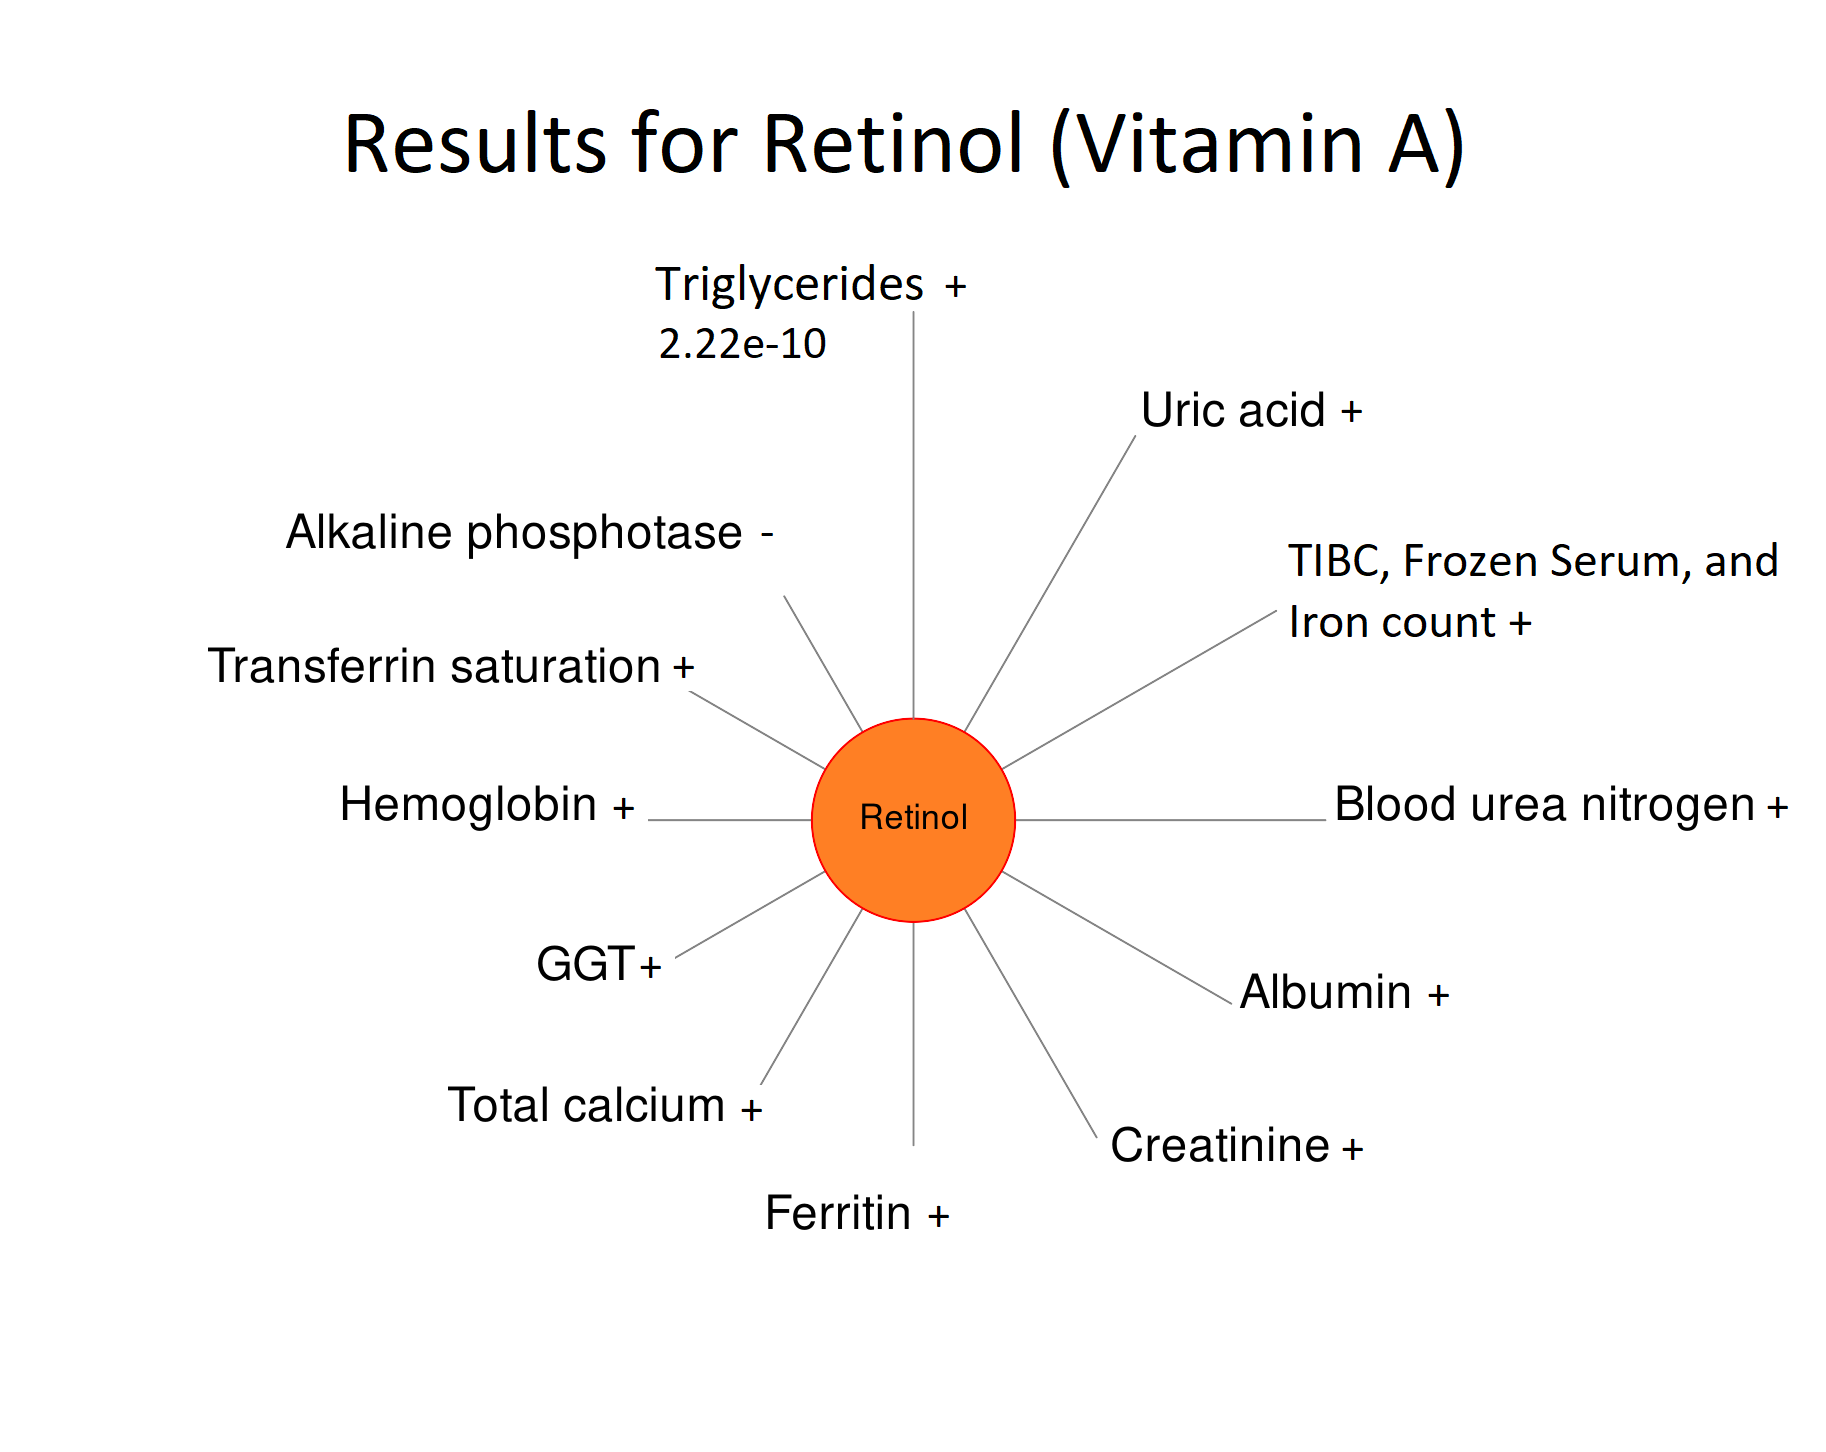 Results for Retinol (Vitamin A)
Triglycerides +
2.22e-10
Uric acid +
Alkaline phosphotase -
TIBC, Frozen Serum, and
Iron count +
Transferrin saturation +
Hemoglobin +
Retinol
Blood urea nitrogen +
GGT +
Albumin +
Total calcium +
Creatinine +
Ferritin +